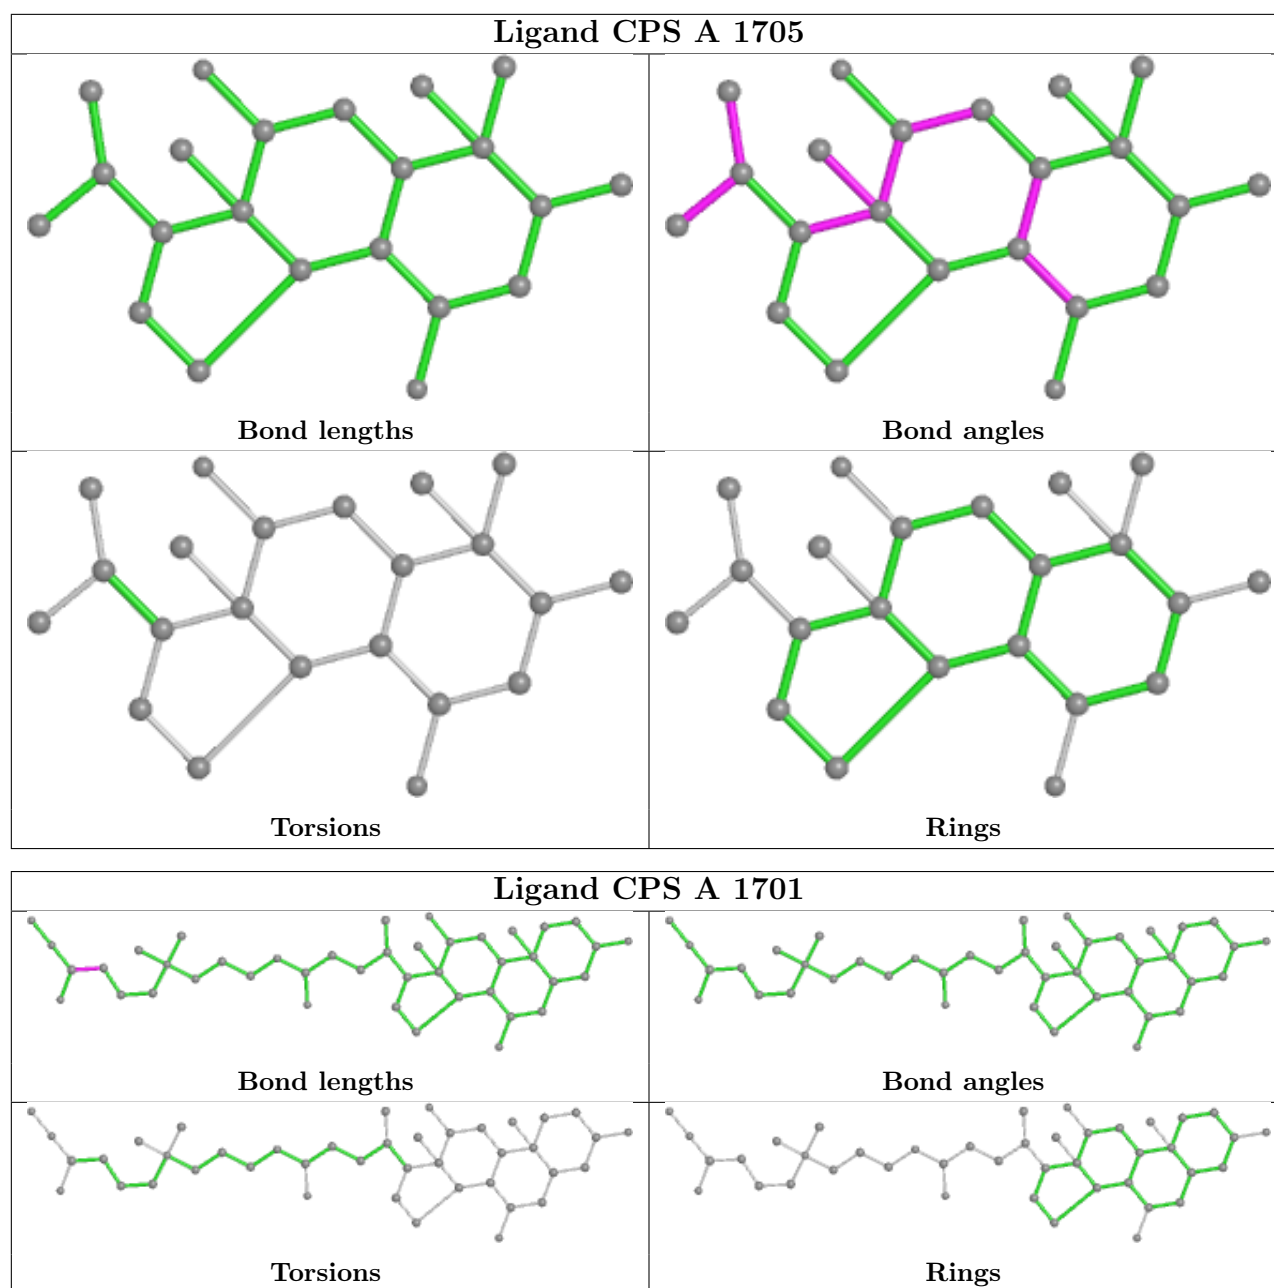 Ligand CPS A 1705
Bond lengths
Bond angles
Torsions
Rings
Ligand CPS A 1701
Bond lengths
Bond angles
Torsions
Rings